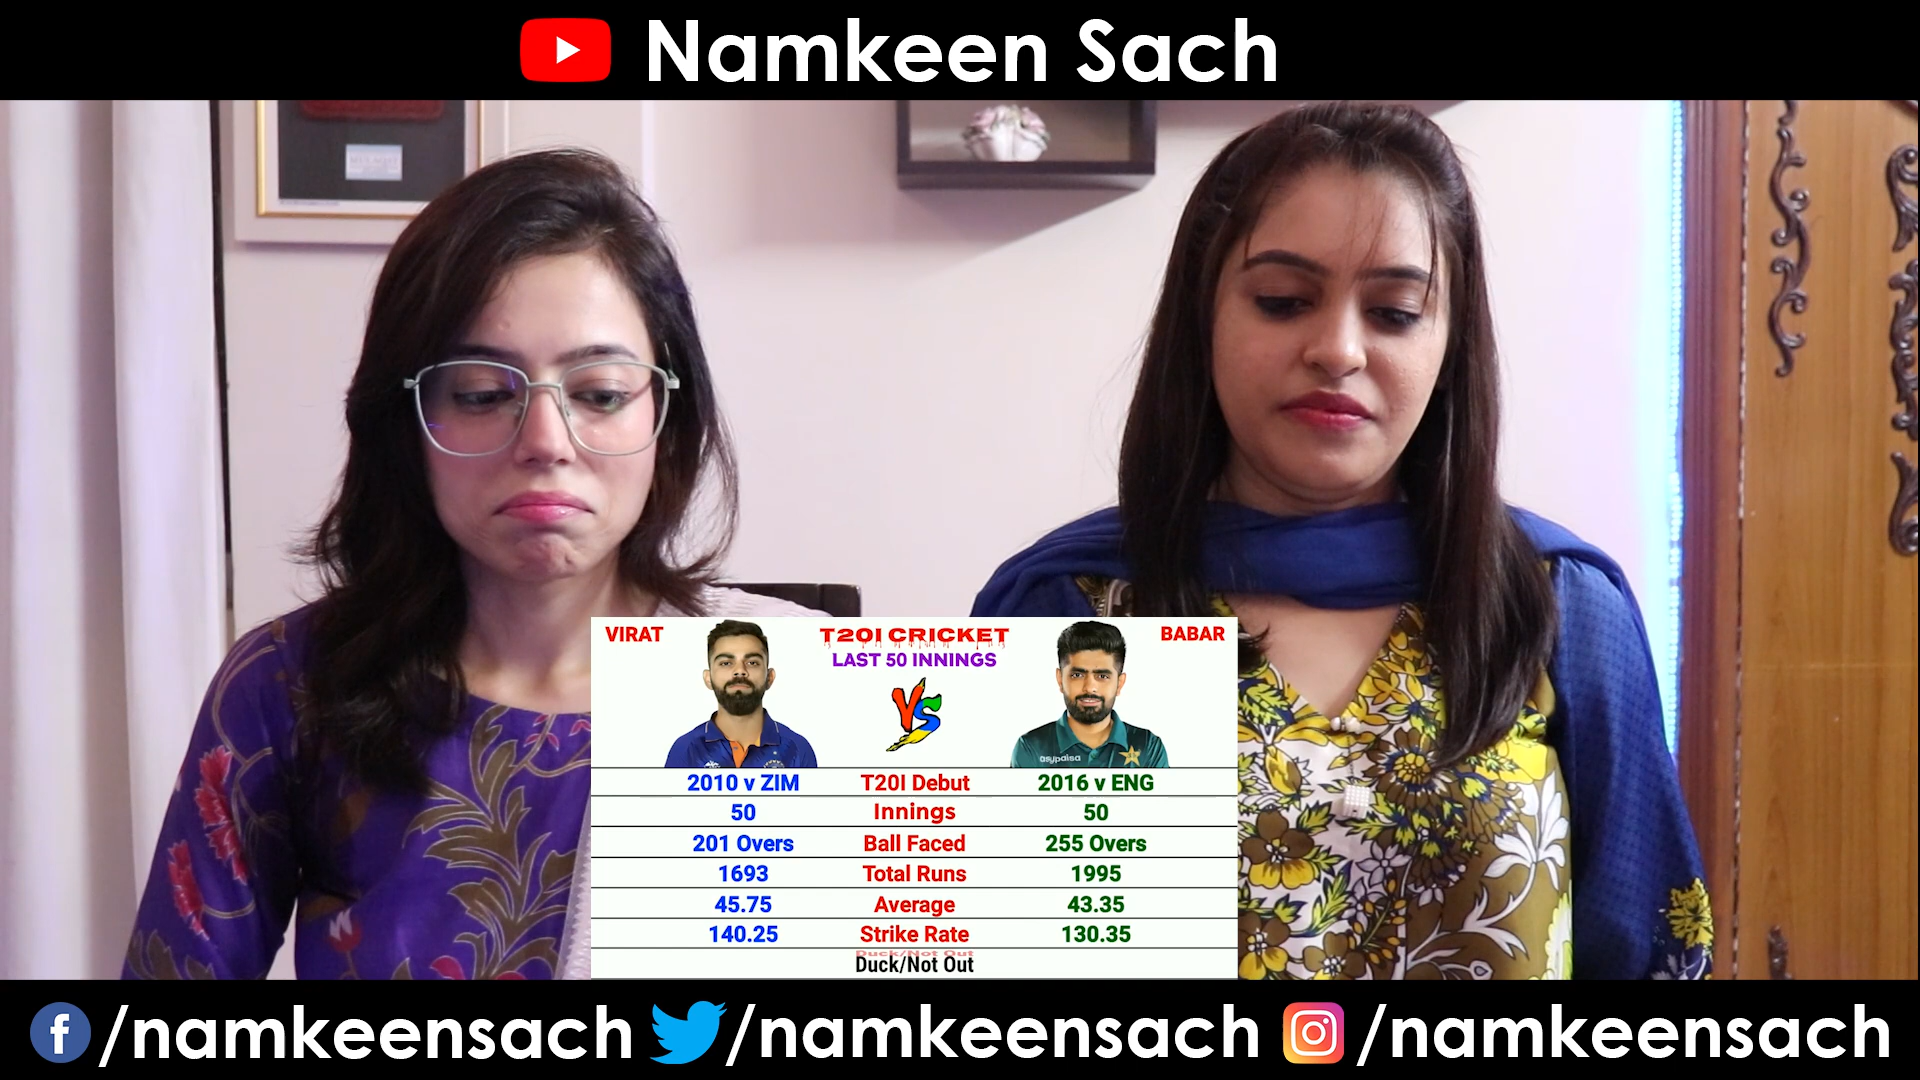 Namkeen Sach
VIRAT
T20I CRICKET
BABAR
LAST 50 INNINGS
VS
asypaisa
2010 v ZIM T20I Debut 2016 v ENG
50 Innings 50
201 Overs Ball Faced 255 Overs
1693 Total Runs 1995
45.75 Average 43.35
140.25 Strike Rate 130.35
Duck/Not Out
/namkeensach /namkeensach /namkeensach